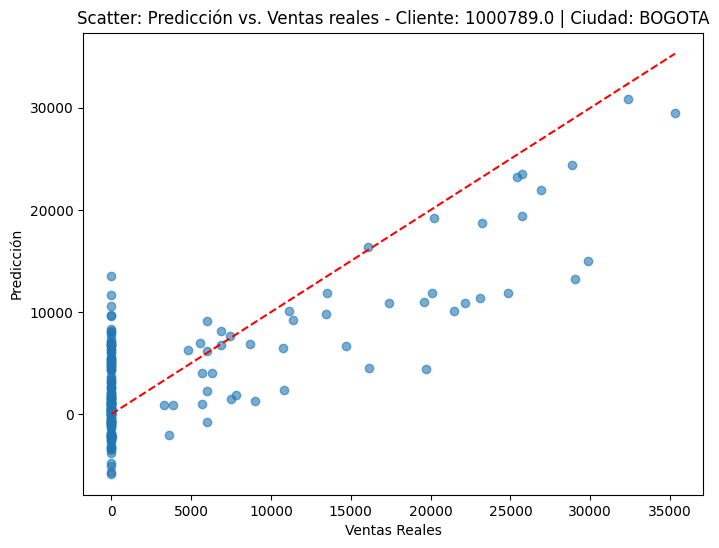 Scatter: Predicción vs. Ventas reales - Cliente: 1000789.0 | Ciudad: BOGOTA
30000
20000
10000
0
Predicción
0 5000 10000 15000 20000 25000 30000 35000
Ventas Reales